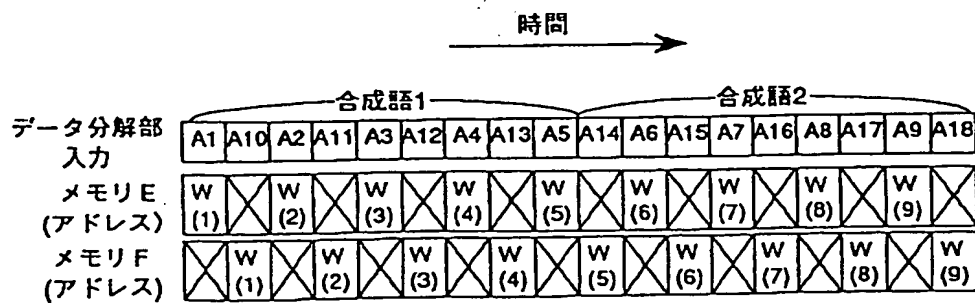 時間
合成語1 合成語2
データ分解部
入力
A1 A10 A2 A11 A3 A12 A4 A13 A5 A14 A6 A15 A7 A16 A8 A17 A9 A18
メモリE
(アドレス)
W W W W W W W W W
(1) (2) (3) (4) (5) (6) (7) (8) (9)
メモリF
(アドレス)
W W W W W W W W W
(1) (2) (3) (4) (5) (6) (7) (8) (9)